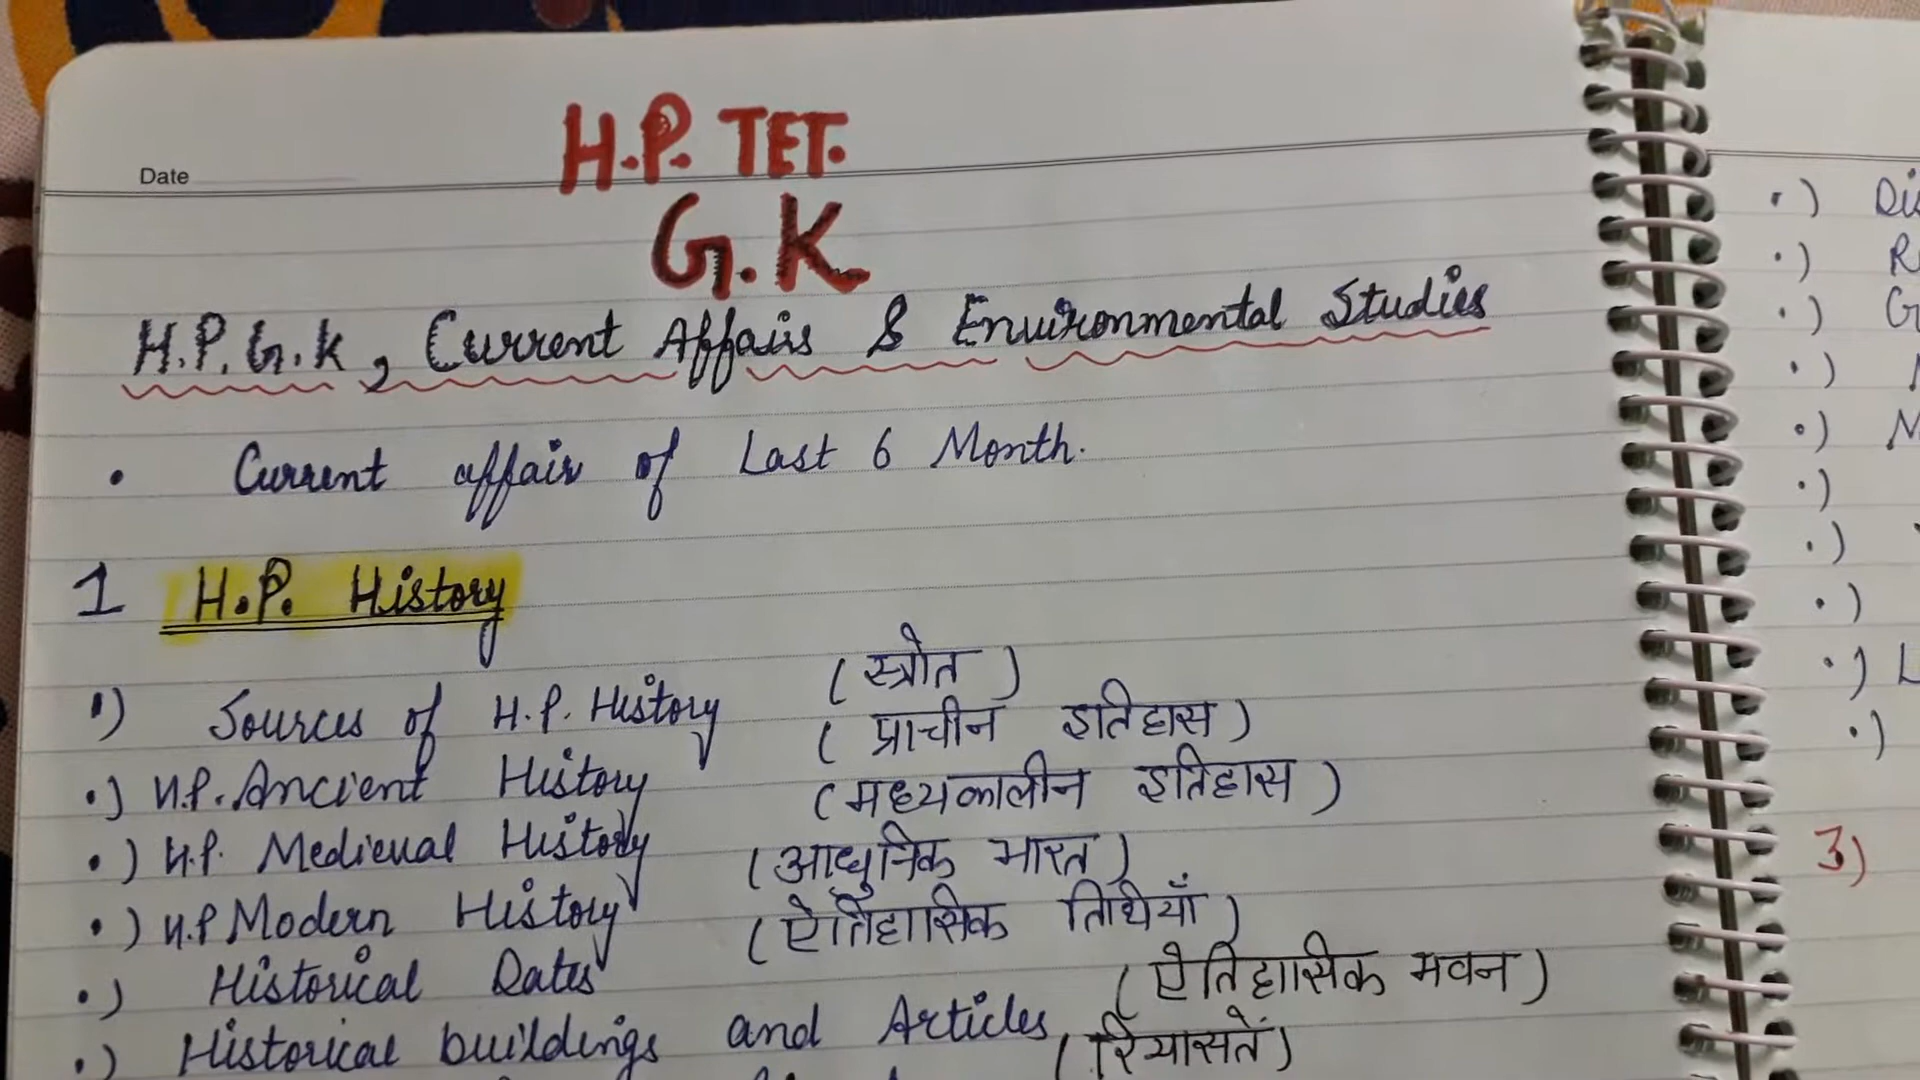 Date
H.P. TET.
G.K
H.P.G.K, Current Affairs & Environmental Studies
• Current affair of Last 6 Month.
1 H.P. History
•) Sources of H.P. History (स्त्रोत)
•) H.P. Ancient History (प्राचीन इतिहास)
•) H.P. Medieval History (मध्यकालीन इतिहास)
•) H.P Modern History (आधुनिक भारत)
•) Historical Dates (ऐतिहासिक तिथियाँ)
•) Historical buildings and Articles (ऐतिहासिक भवन)
(रियासतें)
•)
•)
•)
•)
•)
•)
•)
•)
•)
•)
3)